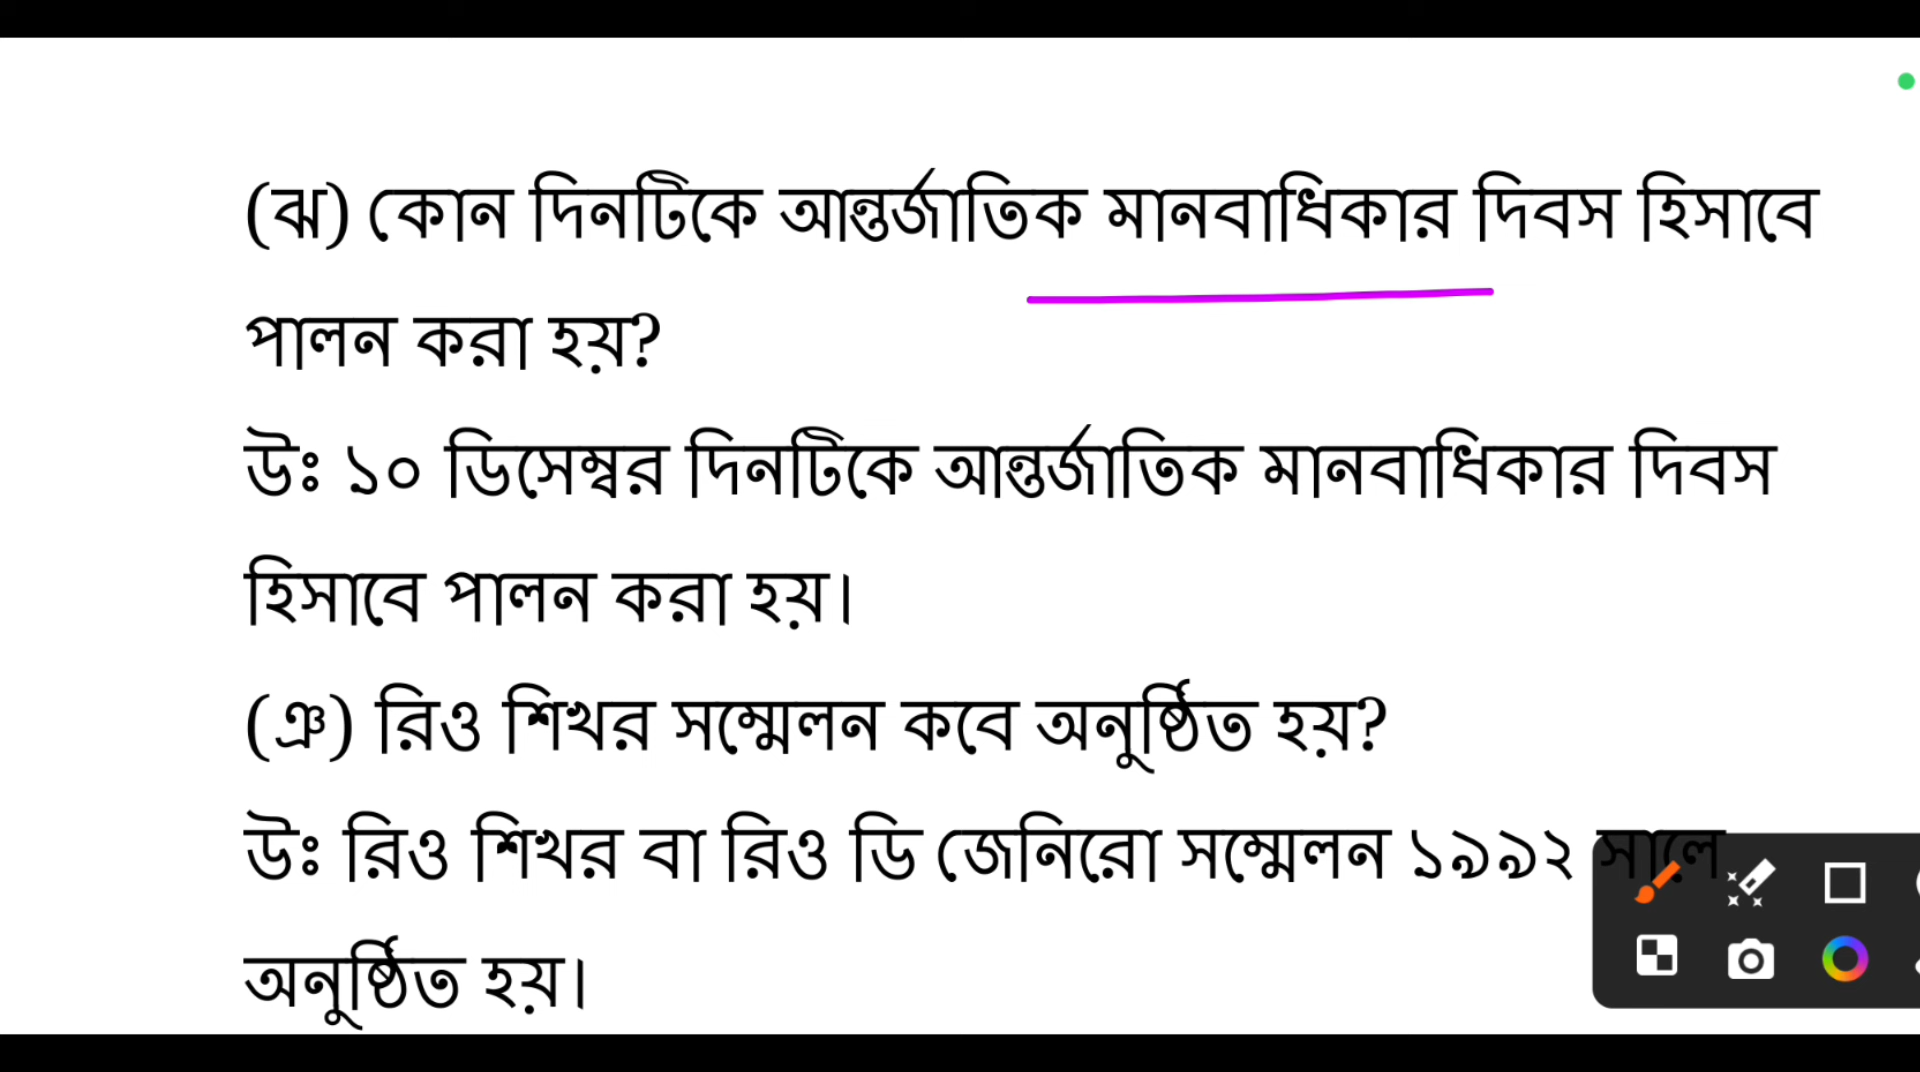 (ঝ) কোন দিনটিকে আন্তর্জাতিক মানবাধিকার দিবস হিসাবে
পালন করা হয়?
উঃ ১০ ডিসেম্বর দিনটিকে আন্তর্জাতিক মানবাধিকার দিবস
হিসাবে পালন করা হয়।
(ঞ) রিও শিখর সম্মেলন কবে অনুষ্ঠিত হয়?
উঃ রিও শিখর বা রিও ডি জেনিরো সম্মেলন ১৯৯২ সালে
অনুষ্ঠিত হয়।